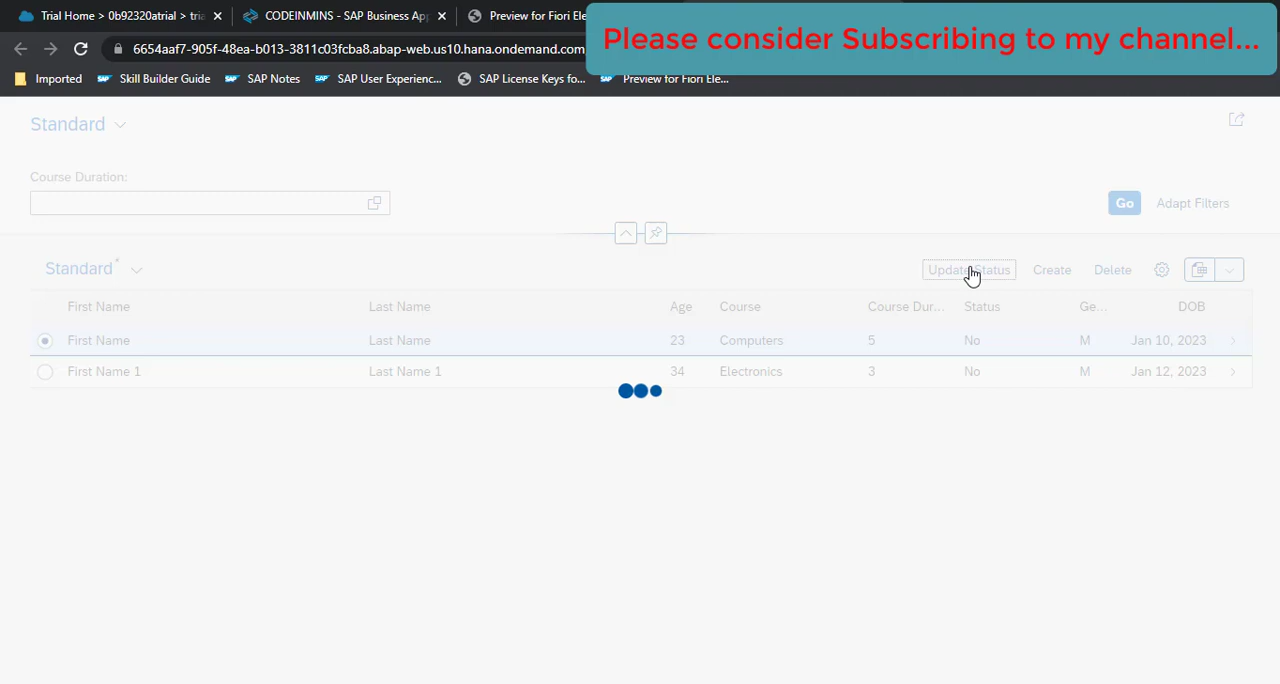 Trial Home > 0b92320atrial > tria
CODEINMINS - SAP Business App
Preview for Fiori Ele
Please consider Subscribing to my channel...
6654aaf7-905f-48ea-b013-3811c03fcba8.abap-web.us10.hana.ondemand.com
Imported
Skill Builder Guide
SAP Notes
SAP User Experienc...
SAP License Keys fo...
Preview for Fiori Ele...
Standard
Course Duration:
Go
Adapt Filters
Standard*
Update Status
Create
Delete
First Name Last Name Age Course Course Dur... Status Ge... DOB
First Name Last Name 23 Computers 5 No M Jan 10, 2023
First Name 1 Last Name 1 34 Electronics 3 No M Jan 12, 2023